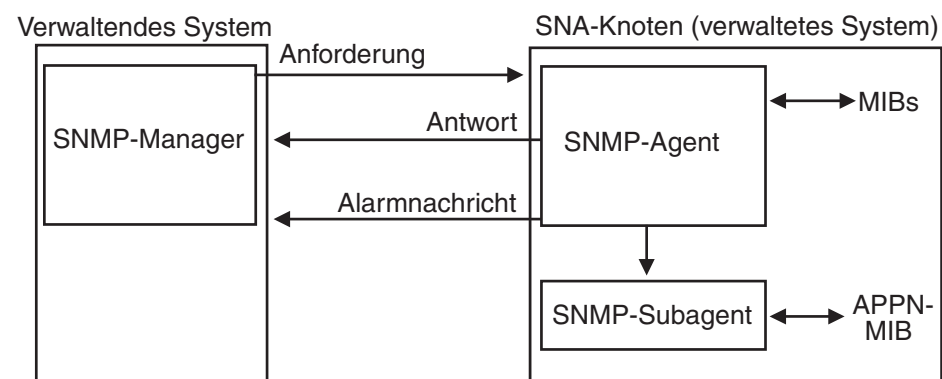 Verwaltendes System
SNA-Knoten (verwaltetes System)
Anforderung
SNMP-Manager
Antwort
SNMP-Agent
MIBs
Alarmnachricht
SNMP-Subagent
APPN-
MIB